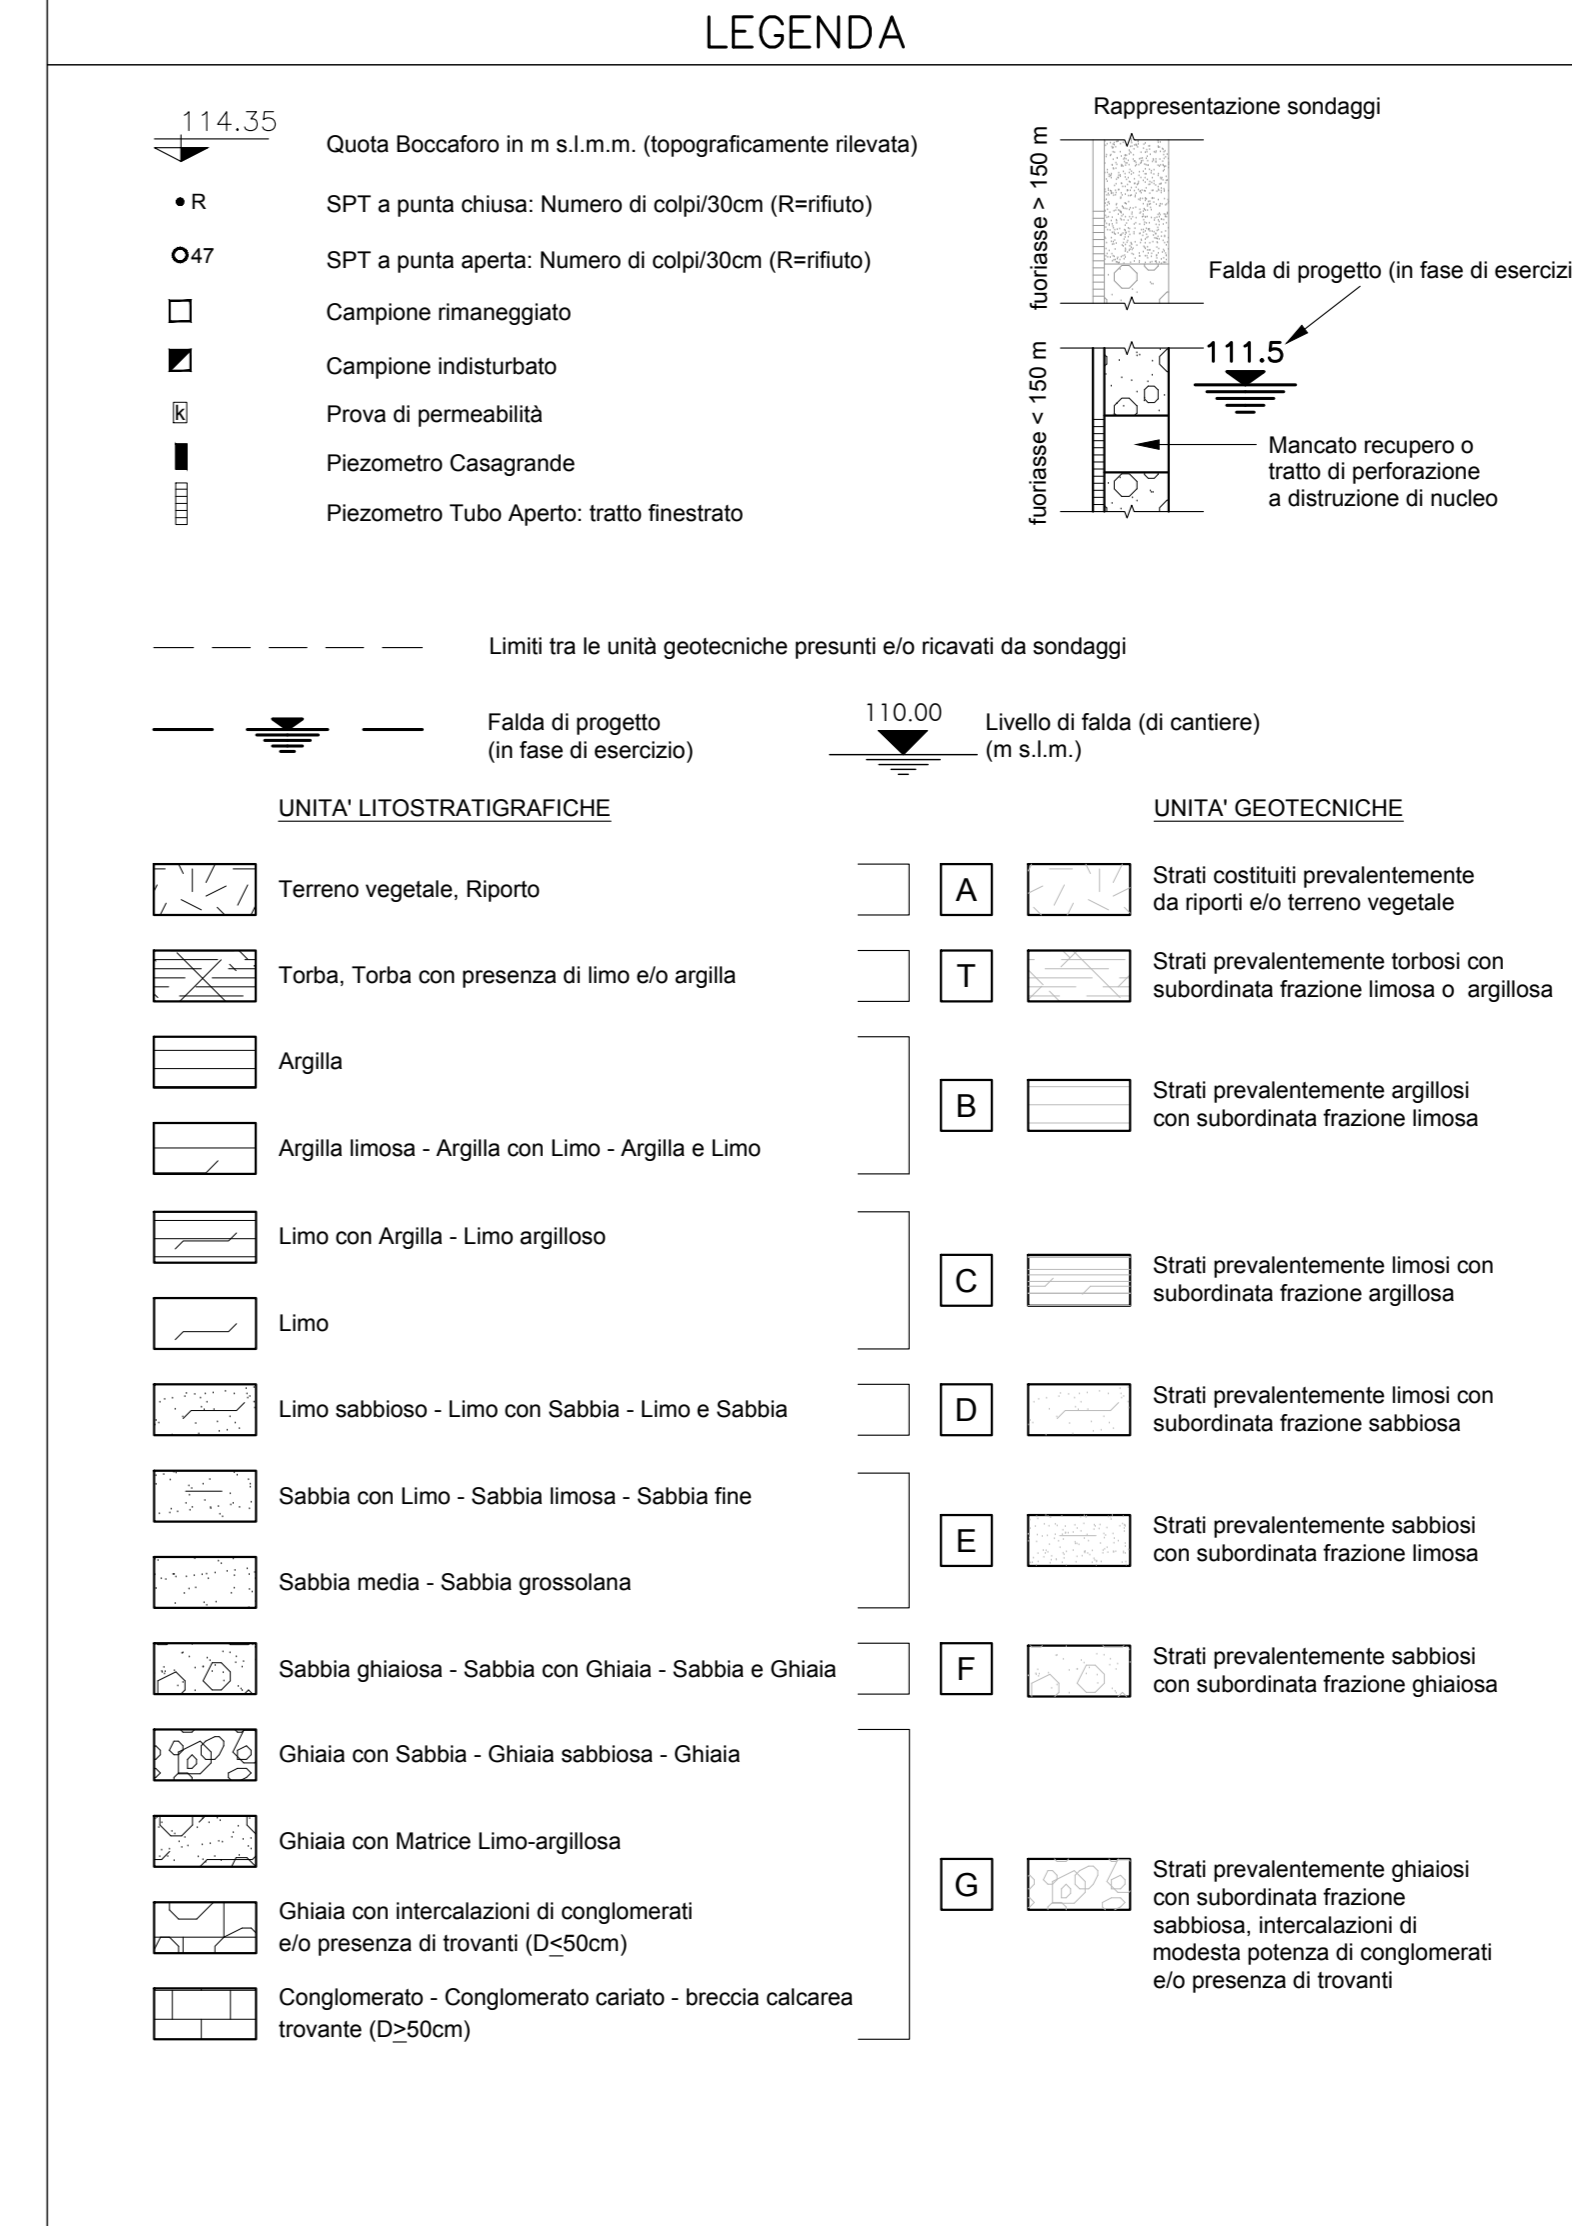 LEGENDA
114.35
Quota Boccaforo in m s.l.m.m. (topograficamente rilevata)
R
SPT a punta chiusa: Numero di colpi/30cm (R=rifiuto)
47
SPT a punta aperta: Numero di colpi/30cm (R=rifiuto)
Campione rimaneggiato
Campione indisturbato
k
Prova di permeabilità
Piezometro Casagrande
Piezometro Tubo Aperto: tratto finestrato
Rappresentazione sondaggi
fuoriasse > 150 m
Falda di progetto (in fase di esercizi
111.5
fuoriasse < 150 m
Mancato recupero o
tratto di perforazione
a distruzione di nucleo
Limiti tra le unità geotecniche presunti e/o ricavati da sondaggi
Falda di progetto
(in fase di esercizio)
110.00
Livello di falda (di cantiere)
(m s.l.m.)
UNITA' LITOSTRATIGRAFICHE
UNITA' GEOTECNICHE
Terreno vegetale, Riporto
A
Strati costituiti prevalentemente
da riporti e/o terreno vegetale
Torba, Torba con presenza di limo e/o argilla
T
Strati prevalentemente torbosi con
subordinata frazione limosa o argillosa
Argilla
Argilla limosa - Argilla con Limo - Argilla e Limo
B
Strati prevalentemente argillosi
con subordinata frazione limosa
Limo con Argilla - Limo argilloso
Limo
C
Strati prevalentemente limosi con
subordinata frazione argillosa
Limo sabbioso - Limo con Sabbia - Limo e Sabbia
D
Strati prevalentemente limosi con
subordinata frazione sabbiosa
Sabbia con Limo - Sabbia limosa - Sabbia fine
Sabbia media - Sabbia grossolana
E
Strati prevalentemente sabbiosi
con subordinata frazione limosa
Sabbia ghiaiosa - Sabbia con Ghiaia - Sabbia e Ghiaia
F
Strati prevalentemente sabbiosi
con subordinata frazione ghiaiosa
Ghiaia con Sabbia - Ghiaia sabbiosa - Ghiaia
Ghiaia con Matrice Limo-argillosa
Ghiaia con intercalazioni di conglomerati
e/o presenza di trovanti (D≤50cm)
Conglomerato - Conglomerato cariato - breccia calcarea
trovante (D≥50cm)
G
Strati prevalentemente ghiaiosi
con subordinata frazione
sabbiosa, intercalazioni di
modesta potenza di conglomerati
e/o presenza di trovanti